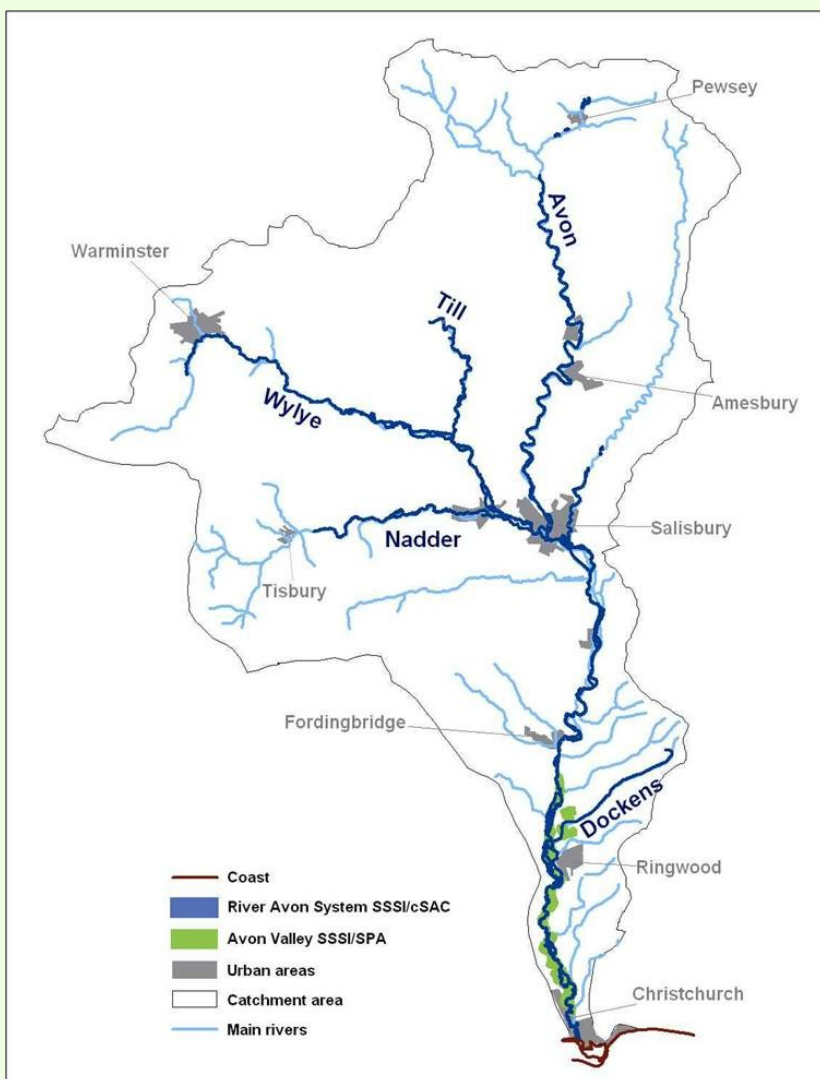 Pewsey
Avon
Warminster
Till
Wylye
Amesbury
Salisbury
Nadder
Tisbury
Fordingbridge
Dockens
Ringwood
Coast
River Avon System SSSI/cSAC
Avon Valley SSSI/SPA
Urban areas
Catchment area
Main rivers
Christchurch